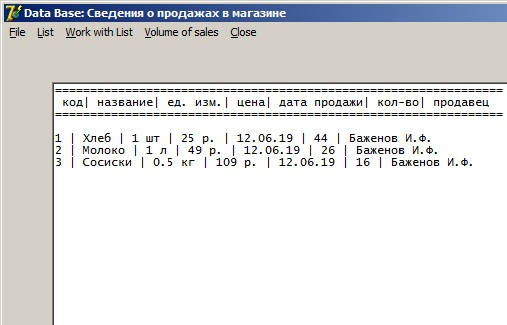 Data Base: Сведения о продажах в магазине
File List Work with List Volume of sales Close
================================================================
код| название| ед. изм.| цена| дата продажи| кол-во| продавец
================================================================
1 | Хлеб | 1 шт | 25 р. | 12.06.19 | 44 | Баженов И.Ф.
2 | Молоко | 1 л | 49 р. | 12.06.19 | 26 | Баженов И.Ф.
3 | Сосиски | 0.5 кг | 109 р. | 12.06.19 | 16 | Баженов И.Ф.